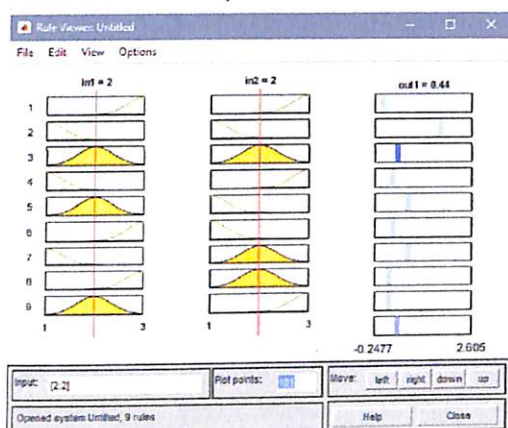 Rule Viewer: Untitled
File Edit View Options
in1 = 2
in2 = 2
out1 = 0.44
1
2
3
4
5
6
7
8
9
1 3
1 3
-0.2477 2.605
Input: [2;2]
Plot points: 101
Move: left right down up
Opened system Untitled, 9 rules
Help Close